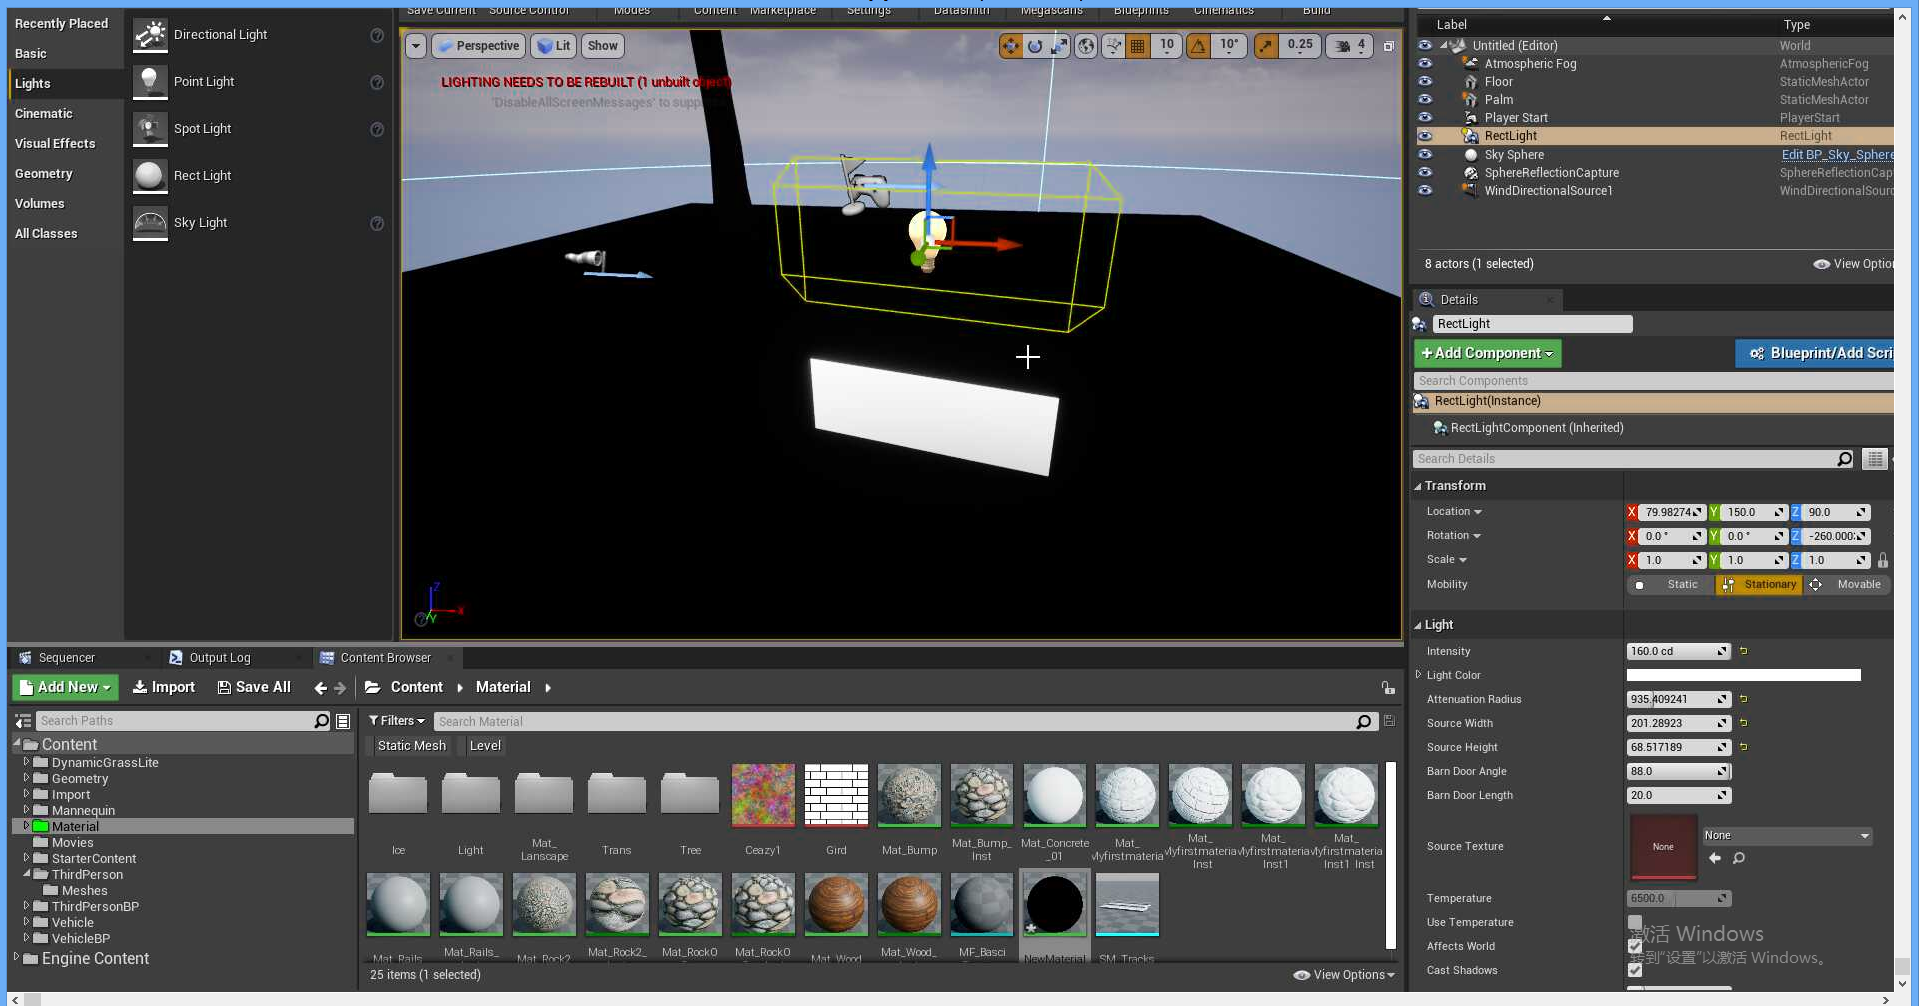 Save Current Source Control Modes Content Marketplace Settings Datasmith Megascans Blueprints Cinematics Build
Recently Placed
Basic
Lights
Cinematic
Visual Effects
Geometry
Volumes
All Classes
Directional Light
Point Light
Spot Light
Rect Light
Sky Light
Perspective Lit Show 10 10° 0.25 4
LIGHTING NEEDS TO BE REBUILT (1 unbuilt object)
'DisableAllScreenMessages' to
Z
X
Y
Label Type
Untitled (Editor) World
Atmospheric Fog AtmosphericFog
Floor StaticMeshActor
Palm StaticMeshActor
Player Start PlayerStart
RectLight RectLight
Sky Sphere Edit BP_Sky_Sphere
SphereReflectionCapture SphereReflectionCap
WindDirectionalSource1 WindDirectionalSourc
8 actors (1 selected) View Option
Details
RectLight
+Add Component Blueprint/Add Scri
Search Components
RectLight(Instance)
RectLightComponent (Inherited)
Search Details
Transform
Location X 79.98274 Y 150.0 Z 90.0
Rotation X 0.0° Y 0.0° Z -260.000
Scale X 1.0 Y 1.0 Z 1.0
Mobility Static Stationary Movable
Light
Intensity 160.0 cd
Light Color
Attenuation Radius 935.409241
Source Width 201.28923
Source Height 68.517189
Barn Door Angle 88.0
Barn Door Length 20.0
Source Texture None None
Temperature 6500.0
Use Temperature
Affects World
Cast Shadows
激活 Windows
转到"设置"以激活 Windows。
Sequencer Output Log Content Browser
Add New Import Save All Content Material
Search Paths
Filters Search Material
Static Mesh Level
Content
DynamicGrassLite
Geometry
Import
Mannequin
Material
Movies
StarterContent
ThirdPerson
Meshes
ThirdPersonBP
Vehicle
VehicleBP
Engine Content
Ice
Light
Mat_
Lanscape
Trans
Tree
Ceazy1
Gird
Mat_Bump
Mat_Bump_
Inst
Mat_Concrete
_01
Mat_
Myfirstmateria
Mat_
Myfirstmateria
Inst
Mat_
Myfirstmateria
Inst1
Mat_
Myfirstmateria
Inst1_Inst
Mat_Rails
Mat_Rails_
Mat_Rock2
Mat_Rock2_
Mat_Rock0
Mat_Rock0
Mat_Wood
Mat_Wood_
MF_Basci
NewMaterial
SM_Tracks
25 items (1 selected) View Options